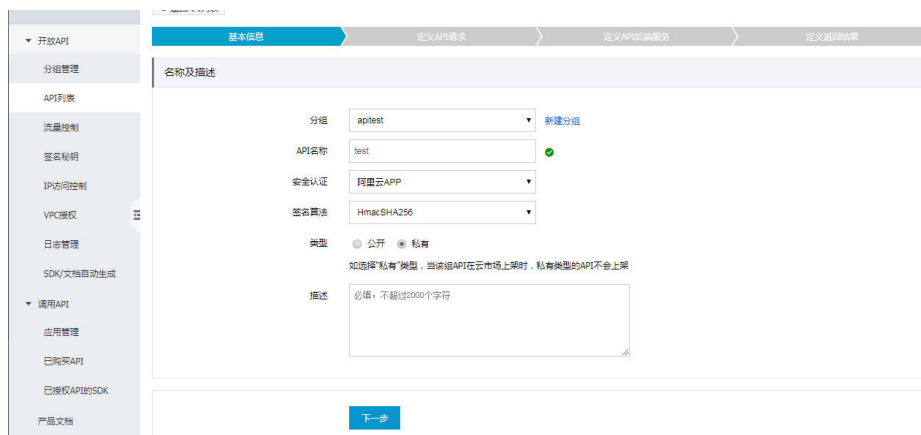 开放API
分组管理
API列表
流量控制
签名秘钥
IP访问控制
VPC授权
日志管理
SDK/文档自动生成
调用API
应用管理
已购买API
已授权API的SDK
产品文档
基本信息
定义API请求
定义API后端服务
定义返回结果
名称及描述
分组 apitest 新建分组
API名称 test
安全认证 阿里云APP
签名算法 HmacSHA256
类型 公开 私有
如选择"私有"类型，当该组API在云市场上架时，私有类型的API不会上架
描述 必填，不超过2000个字符
下一步